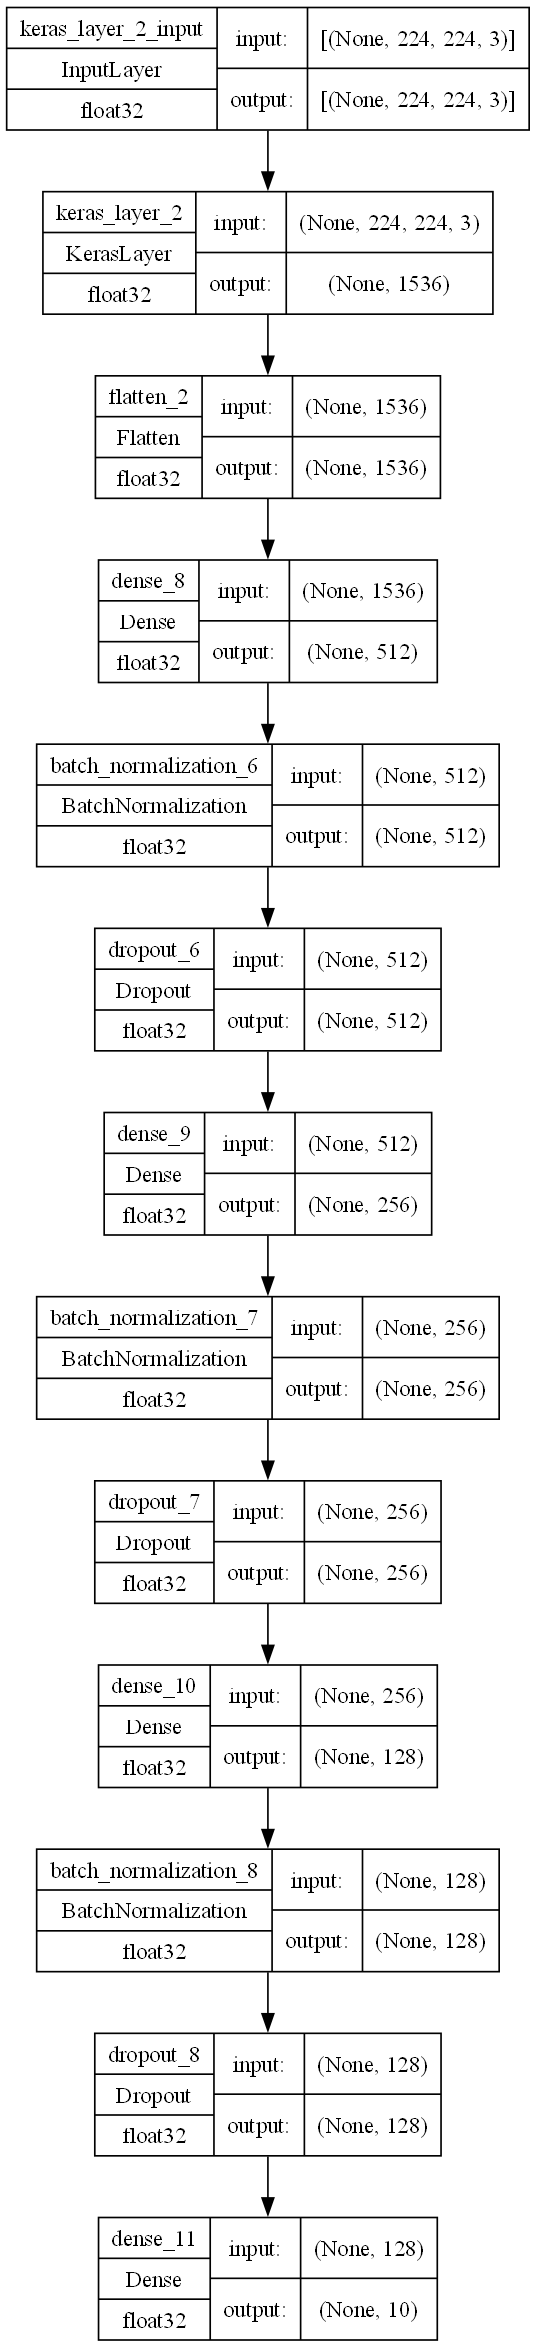 keras_layer_2_input
InputLayer
float32
input:
[(None, 224, 224, 3)]
output:
[(None, 224, 224, 3)]
keras_layer_2
KerasLayer
float32
input:
(None, 224, 224, 3)
output:
(None, 1536)
flatten_2
Flatten
float32
input:
(None, 1536)
output:
(None, 1536)
dense_8
Dense
float32
input:
(None, 1536)
output:
(None, 512)
batch_normalization_6
BatchNormalization
float32
input:
(None, 512)
output:
(None, 512)
dropout_6
Dropout
float32
input:
(None, 512)
output:
(None, 512)
dense_9
Dense
float32
input:
(None, 512)
output:
(None, 256)
batch_normalization_7
BatchNormalization
float32
input:
(None, 256)
output:
(None, 256)
dropout_7
Dropout
float32
input:
(None, 256)
output:
(None, 256)
dense_10
Dense
float32
input:
(None, 256)
output:
(None, 128)
batch_normalization_8
BatchNormalization
float32
input:
(None, 128)
output:
(None, 128)
dropout_8
Dropout
float32
input:
(None, 128)
output:
(None, 128)
dense_11
Dense
float32
input:
(None, 128)
output:
(None, 10)